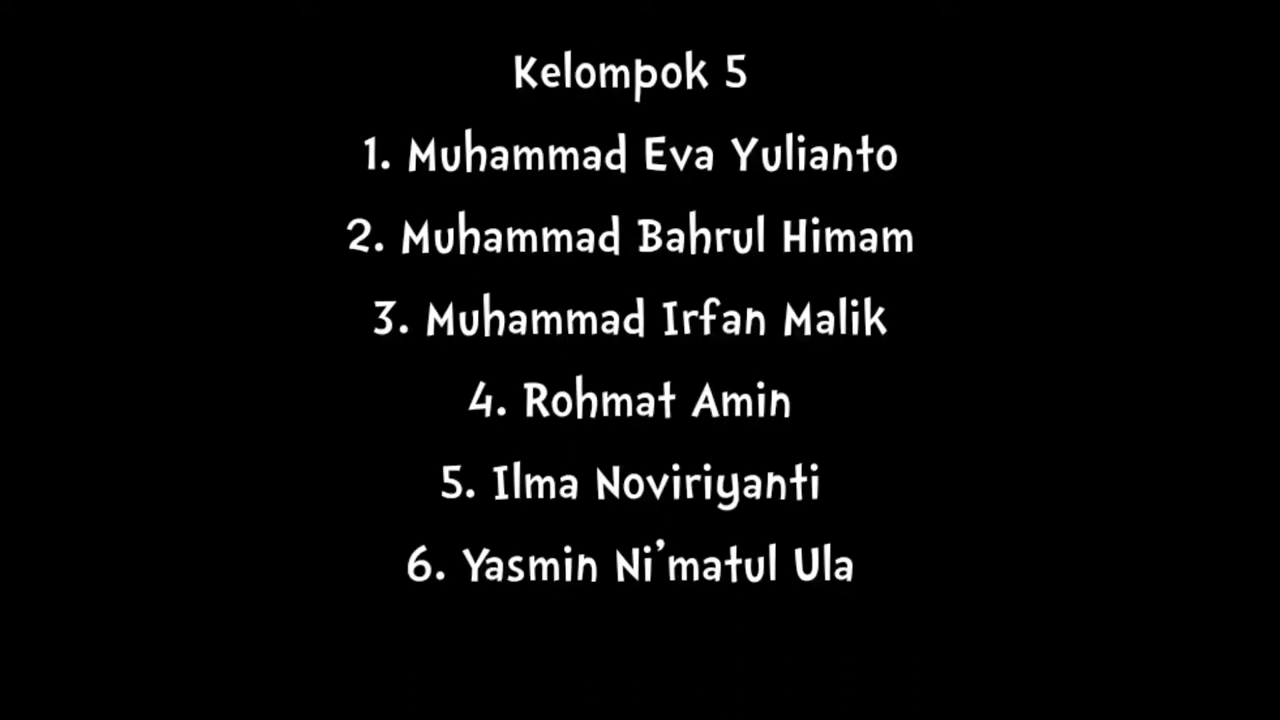 Kelompok 5
1. Muhammad Eva Yulianto
2. Muhammad Bahrul Himam
3. Muhammad Irfan Malik
4. Rohmat Amin
5. Ilma Noviriyanti
6. Yasmin Ni'matul Ula